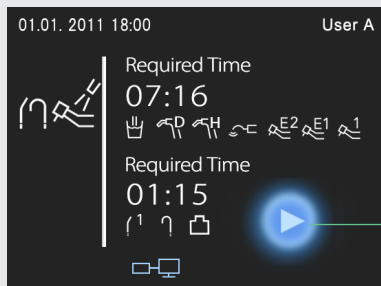 01.01. 2011 18:00 User A
Required Time
07:16
D H E2 E1 1
Required Time
01:15
1